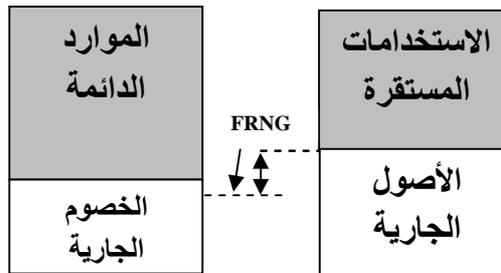 الاستخدامات
المستقرة
الأصول
الجارية
FRNG
الموارد
الدائمة
الخصوم
الجارية